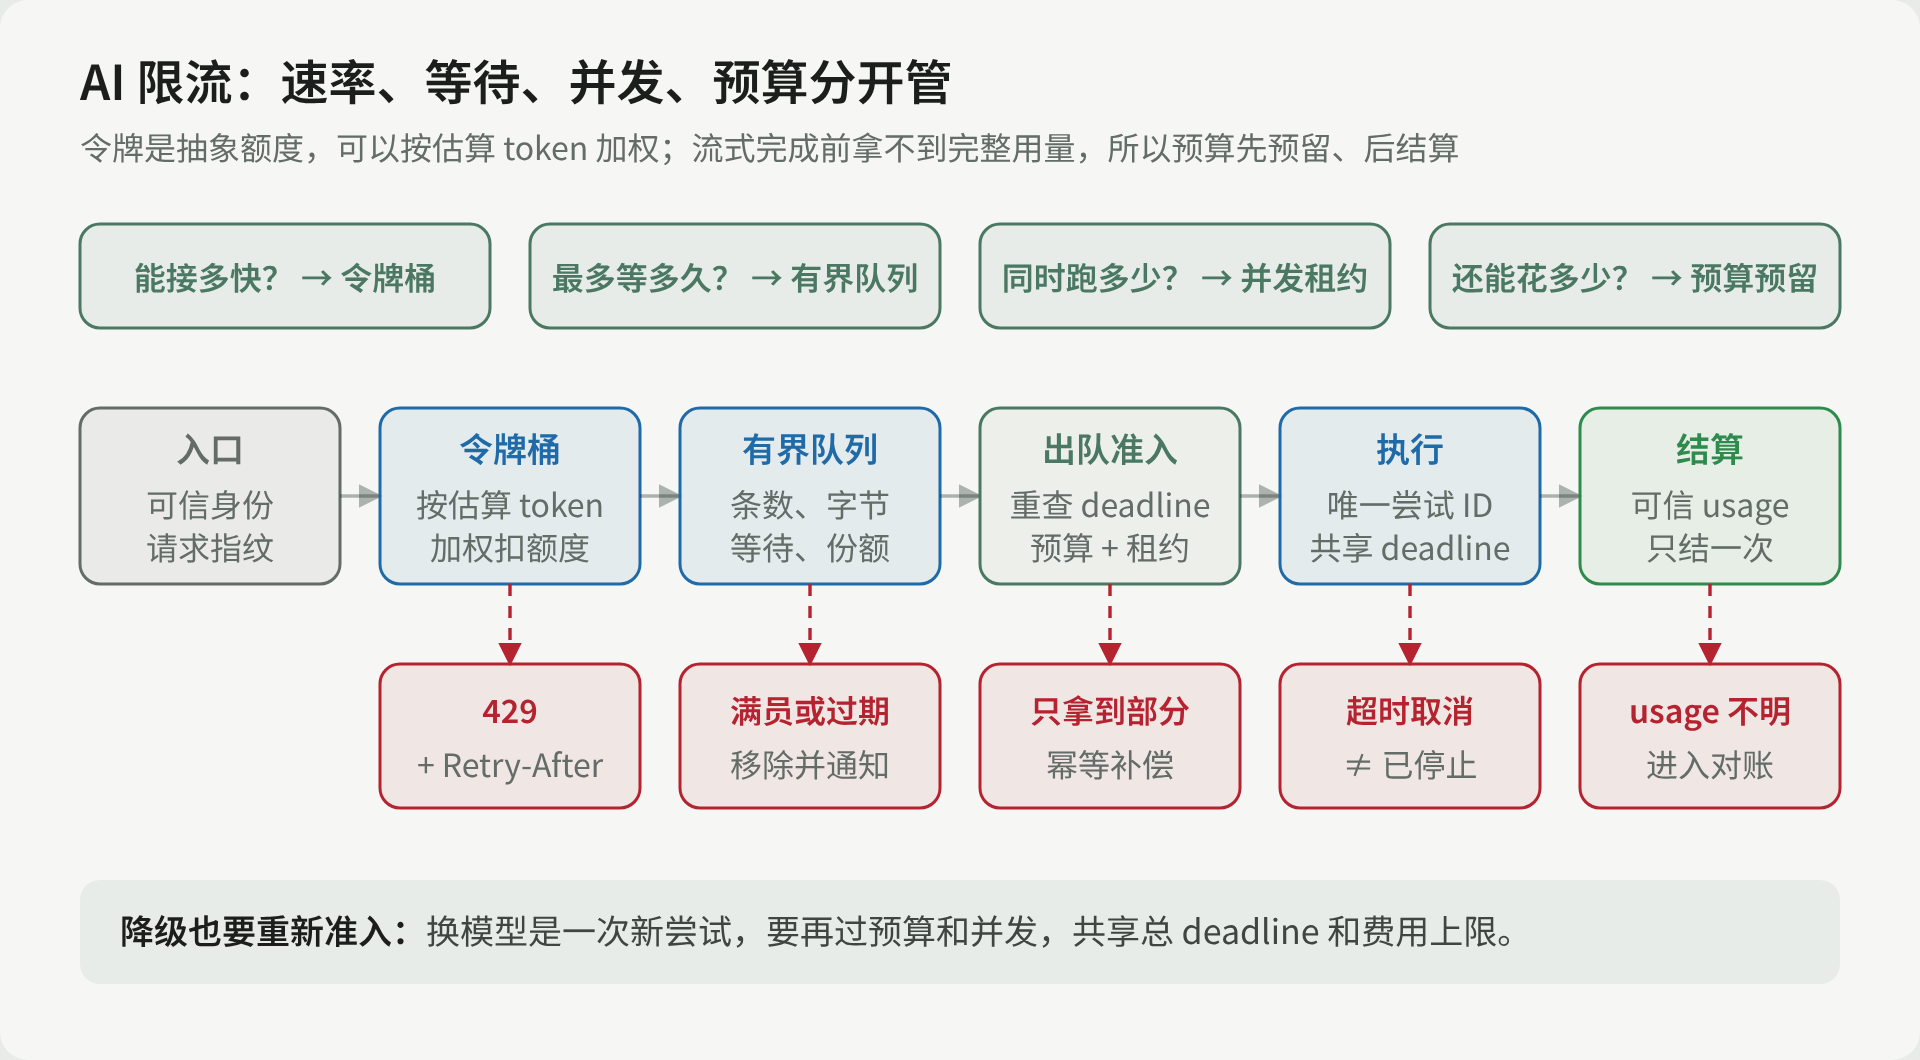 AI 限流：速率、等待、并发、预算分开管
令牌是抽象额度，可以按估算 token 加权；流式完成前拿不到完整用量，所以预算先预留、后结算
能接多快？ → 令牌桶
最多等多久？ → 有界队列
同时跑多少？ → 并发租约
还能花多少？ → 预算预留
入口
可信身份
请求指纹
令牌桶
按估算 token
加权扣额度
有界队列
条数、字节
等待、份额
出队准入
重查 deadline
预算 + 租约
执行
唯一尝试 ID
共享 deadline
结算
可信 usage
只结一次
429
+ Retry-After
满员或过期
移除并通知
只拿到部分
幂等补偿
超时取消
≠ 已停止
usage 不明
进入对账
降级也要重新准入：换模型是一次新尝试，要再过预算和并发，共享总 deadline 和费用上限。